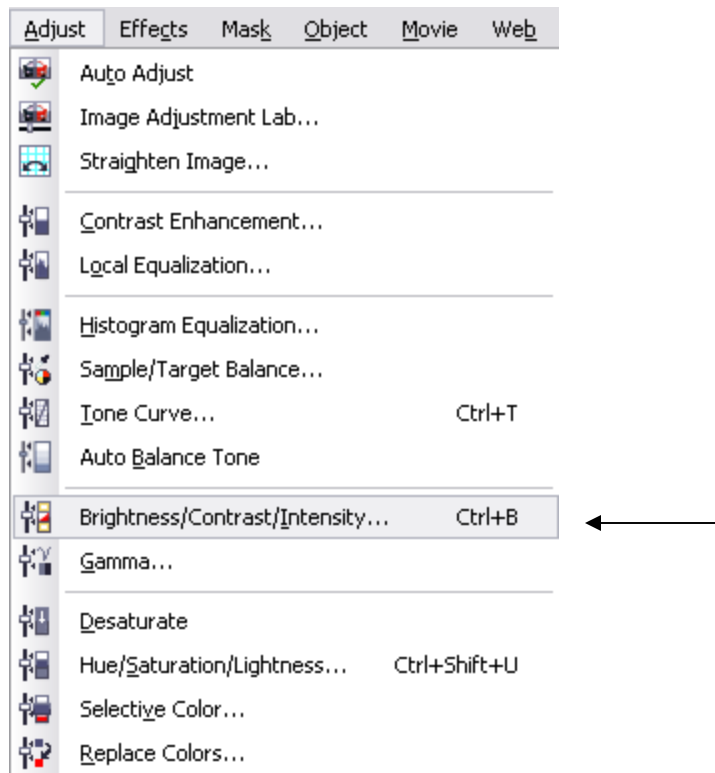 Adjust Effects Mask Object Movie Web
Auto Adjust
Image Adjustment Lab...
Straighten Image...
Contrast Enhancement...
Local Equalization...
Histogram Equalization...
Sample/Target Balance...
Tone Curve... Ctrl+T
Auto Balance Tone
Brightness/Contrast/Intensity... Ctrl+B
Gamma...
Desaturate
Hue/Saturation/Lightness... Ctrl+Shift+U
Selective Color...
Replace Colors...